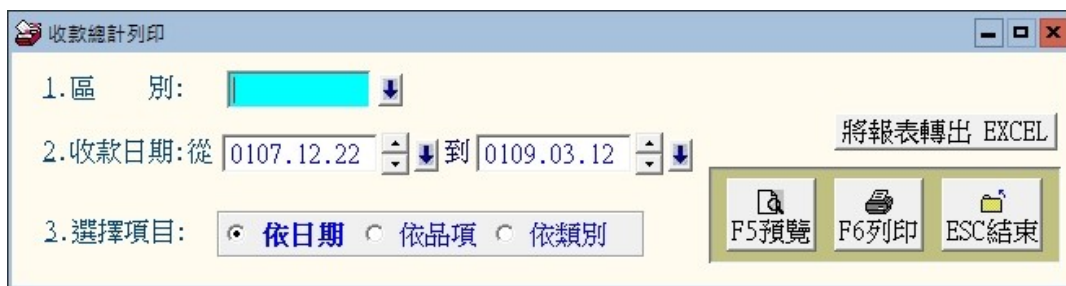 收款總計列印
1.區 別:
將報表轉出 EXCEL
2.收款日期:從 0107.12.22 到 0109.03.12
F5預覽 F6列印 ESC結束
3.選擇項目: 依日期 依品項 依類別